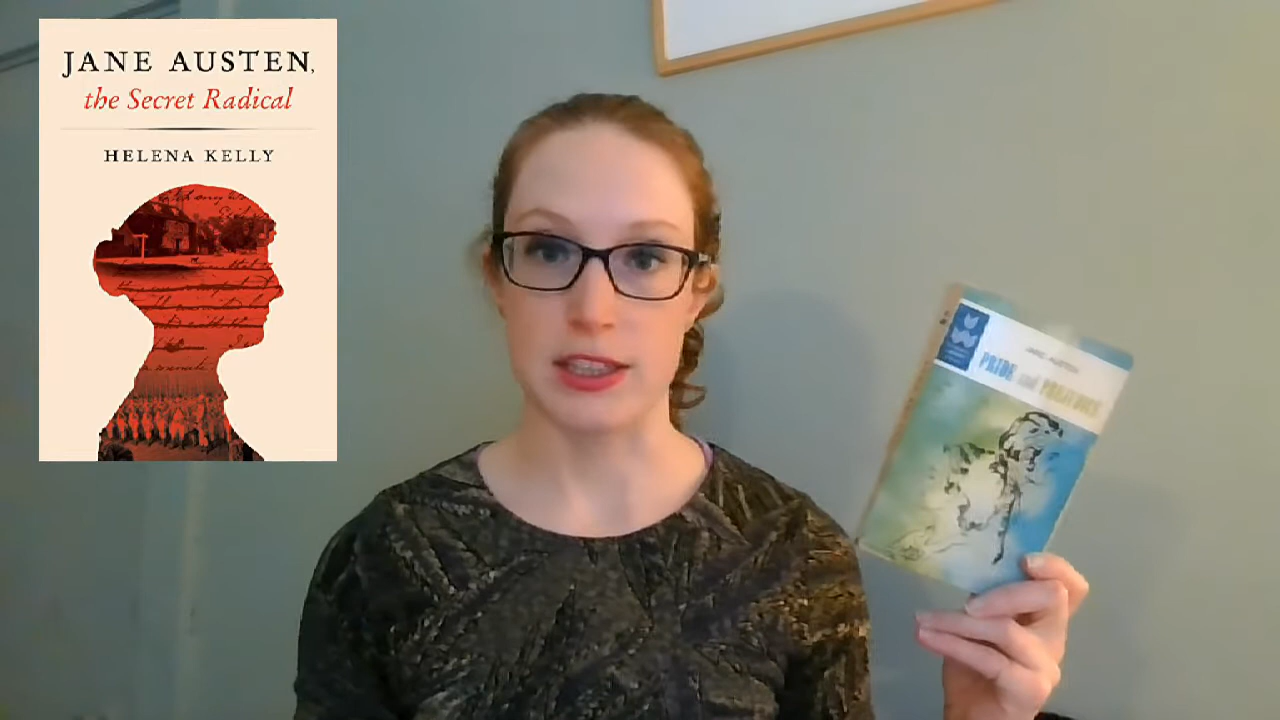 JANE AUSTEN,
the Secret Radical
HELENA KELLY
JANE AUSTEN
PRIDE and PREJUDICE